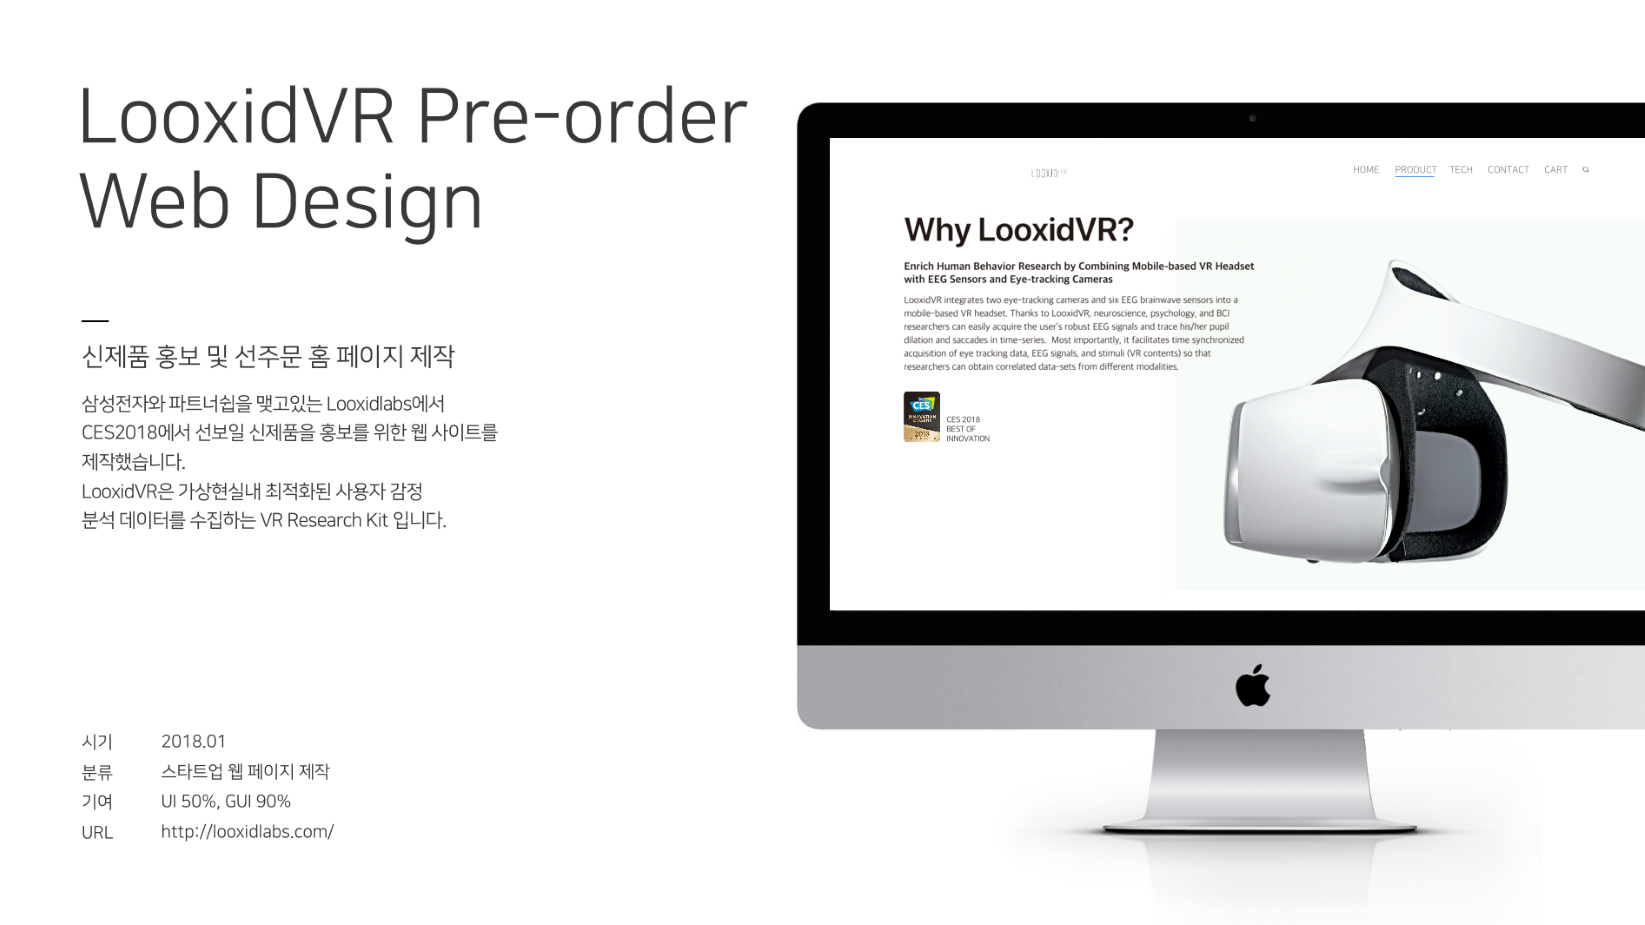 LooxidVR Pre-order
Web Design
신제품 홍보 및 선주문 홈 페이지 제작
삼성전자와 파트너쉽을 맺고있는 Looxidlabs에서
CES2018에서 선보일 신제품을 홍보를 위한 웹 사이트를
제작했습니다.
LooxidVR은 가상현실내 최적화된 사용자 감정
분석 데이터를 수집하는 VR Research Kit 입니다.
시기 2018.01
분류 스타트업 웹 페이지 제작
기여 UI 50%, GUI 90%
URL http://looxidlabs.com/
LOOXID
HOME PRODUCT TECH CONTACT CART
Why LooxidVR?
Enrich Human Behavior Research by Combining Mobile-based VR Headset
with EEG Sensors and Eye-tracking Cameras
LooxidVR integrates two eye-tracking cameras and six EEG brainwave sensors into a
mobile-based VR headset. Thanks to LooxidVR, neuroscience, psychology, and BCI
researchers can easily acquire the user's robust EEG signals and trace his/her pupil
dilation and saccades in time-series. Most importantly, it facilitates time synchronized
acquisition of eye tracking data, EEG signals, and stimuli (VR contents) so that
researchers can obtain correlated data-sets from different modalities.
CES
INNOVATION
AWARDS
2018
CES 2018
BEST OF
INNOVATION